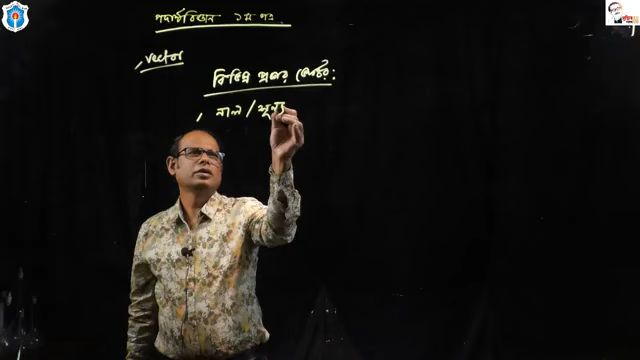 পদার্থবিজ্ঞান ১ম পত্র
, vector
বিভিন্ন প্রকার ভেক্টর:
, নাল / শূন্য